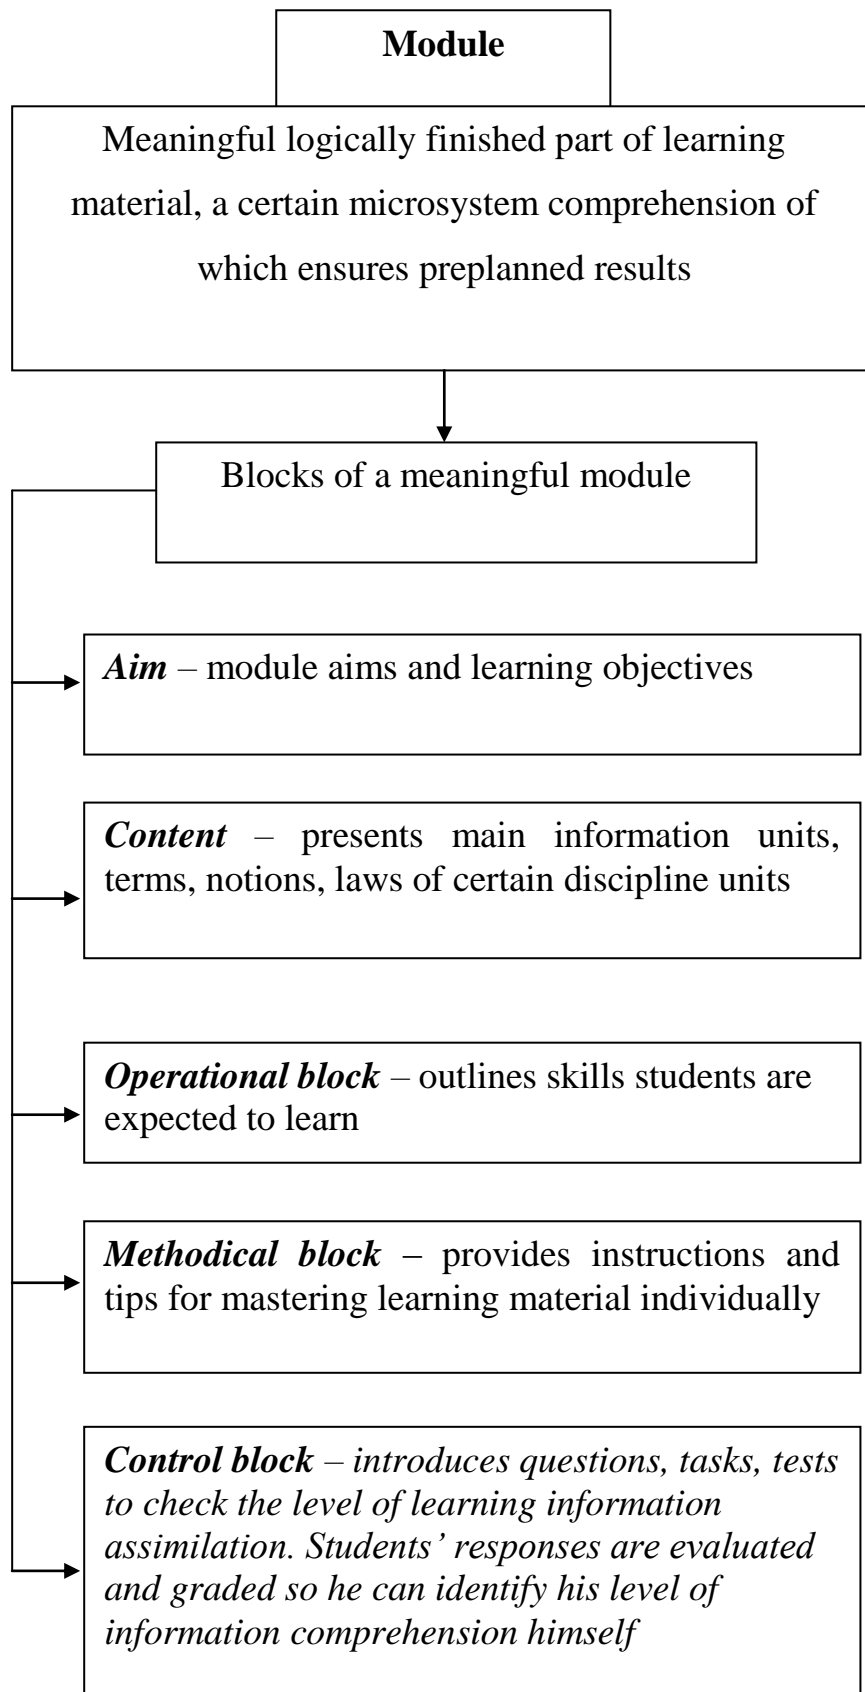 Module
Meaningful logically finished part of learning
material, a certain microsystem comprehension of
which ensures preplanned results
Blocks of a meaningful module
Aim – module aims and learning objectives
Content – presents main information units,
terms, notions, laws of certain discipline units
Operational block – outlines skills students are
expected to learn
Methodical block – provides instructions and
tips for mastering learning material individually
Control block – introduces questions, tasks, tests
to check the level of learning information
assimilation. Students’ responses are evaluated
and graded so he can identify his level of
information comprehension himself